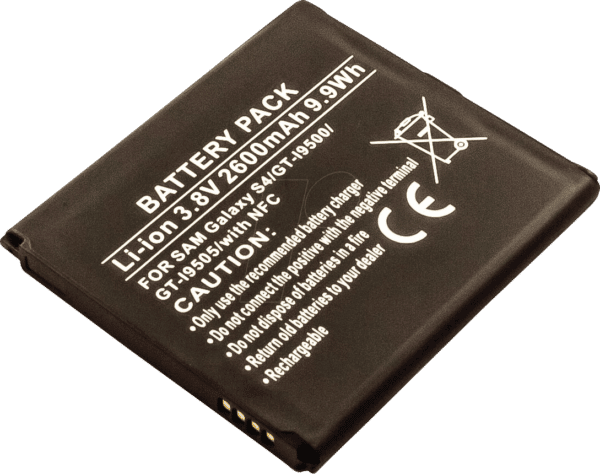 BATTERY PACK
Li-ion 3.8V 2600mAh 9.9Wh
FOR SAM Galaxy S4/GT-I9500/
GT-I9505/with NFC
CAUTION:
• Only use the recommended battery charger
• Do not connect the positive with the negative terminal
• Do not dispose of batteries in a fire
• Return old batteries to battery dealer
• Rechargeable
CE